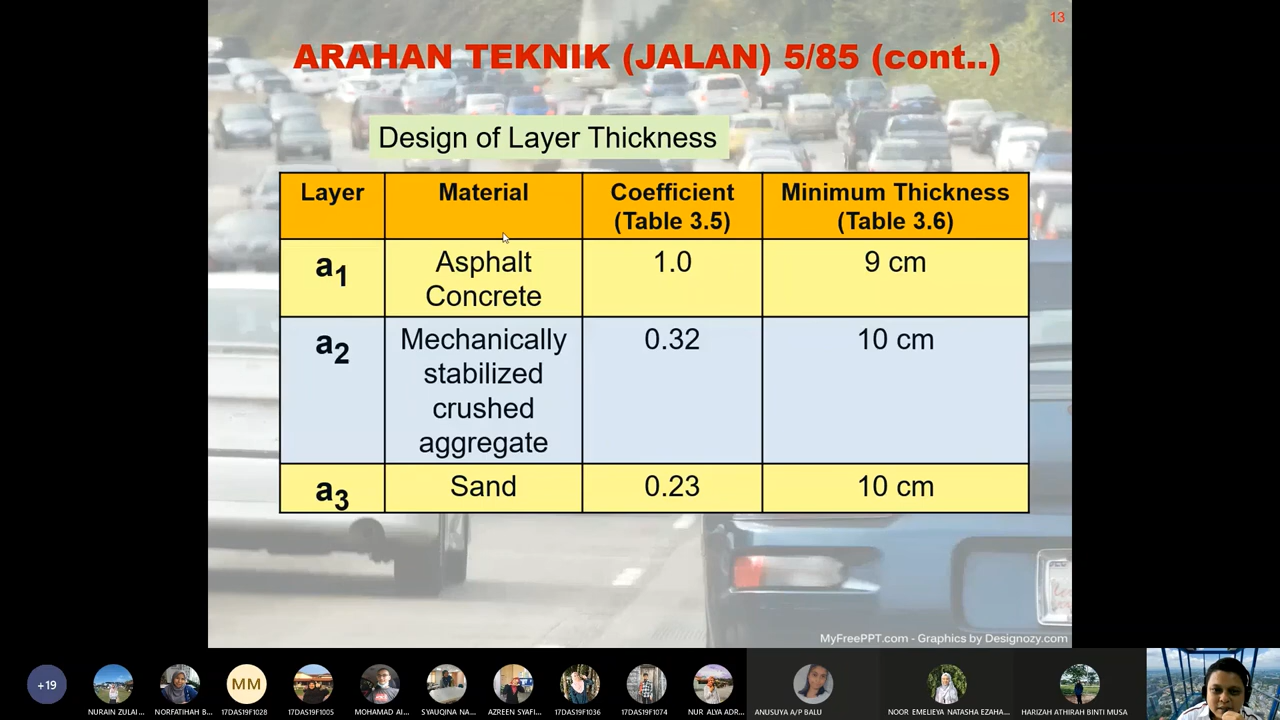 13
ARAHAN TEKNIK (JALAN) 5/85 (cont..)
Design of Layer Thickness
Layer Material Coefficient (Table 3.5) Minimum Thickness (Table 3.6)
a1 Asphalt Concrete 1.0 9 cm
a2 Mechanically stabilized crushed aggregate 0.32 10 cm
a3 Sand 0.23 10 cm
MyFreePPT.com - Graphics by Designozy.com
+19
MM
NURAIN ZULAI... NORFATIHAH B... 17DAS19F1028 17DAS19F1005 MOHAMAD AI... SYAUQINA NA... AZREEN SYAFI... 17DAS19F1036 17DAS19F1074 NUR ALYA ADR... ANUSUYA A/P BALU NOOR EMELIEYA NATASHA EZAHA... HARIZAH ATHIRAH BINTI MUSA